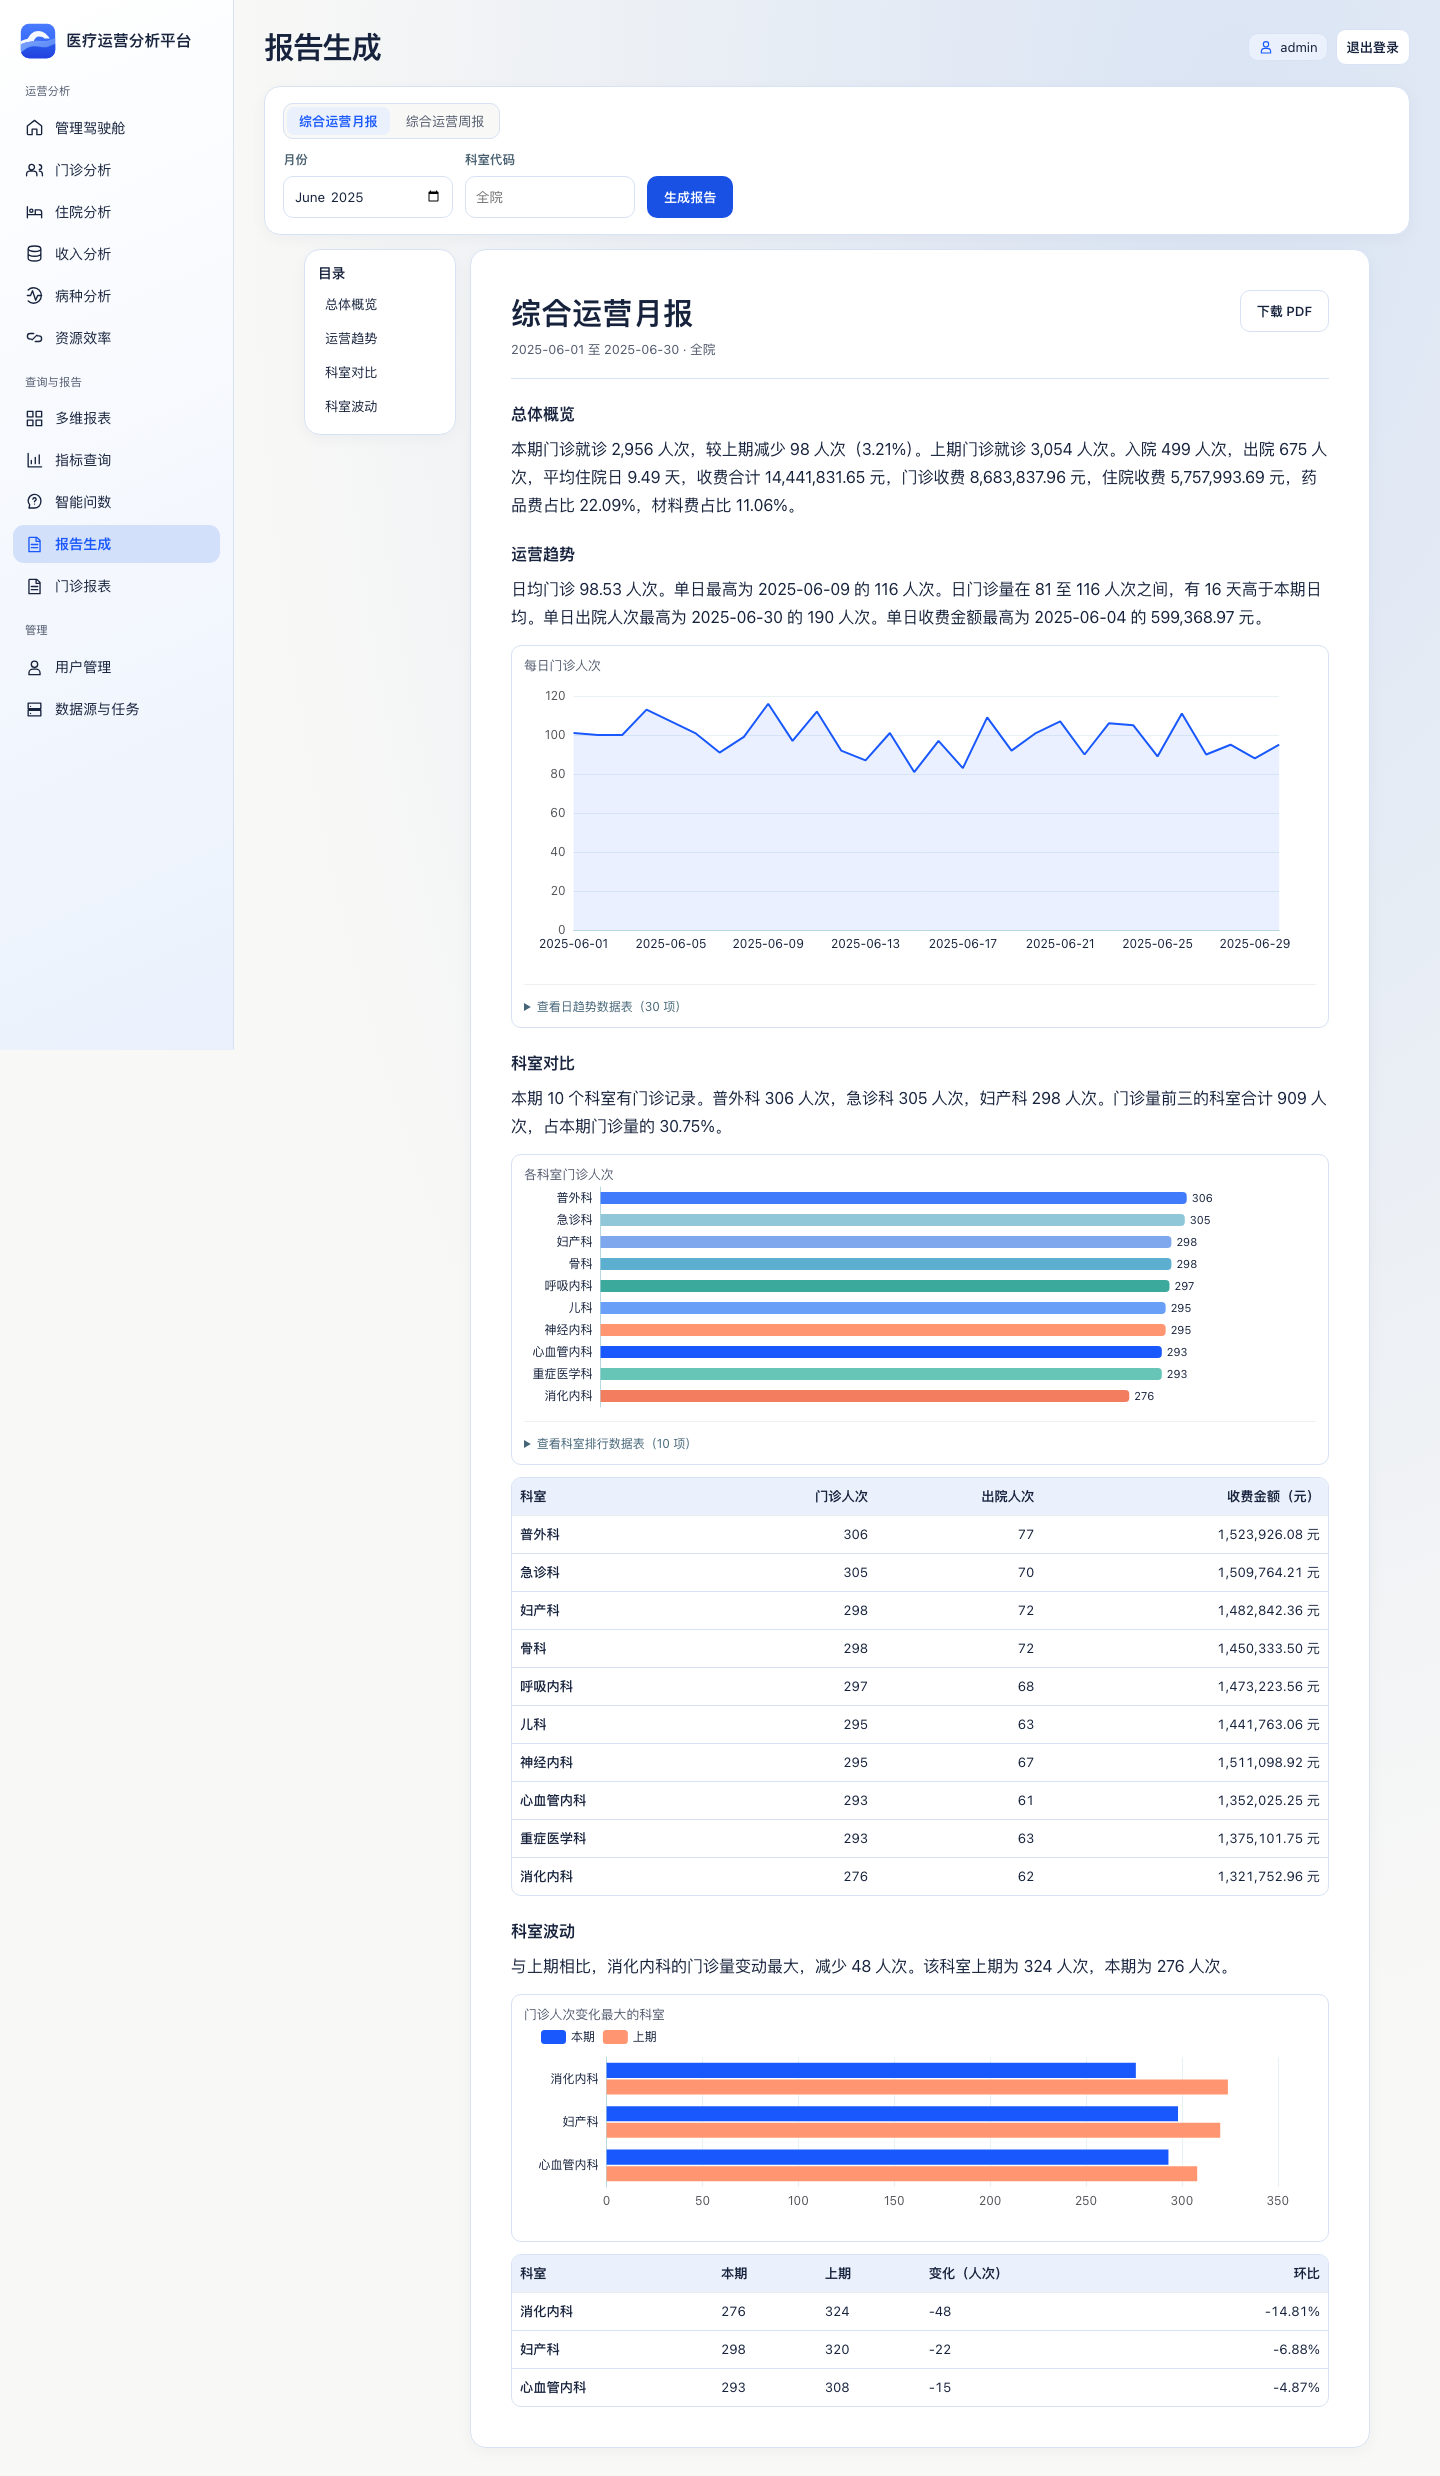 医疗运营分析平台
运营分析
管理驾驶舱
门诊分析
住院分析
收入分析
病种分析
资源效率
查询与报告
多维报表
指标查询
智能问数
报告生成
门诊报表
管理
用户管理
数据源与任务
报告生成
admin
退出登录
综合运营月报 综合运营周报
月份 科室代码
June 2025 全院 生成报告
目录
总体概览
运营趋势
科室对比
科室波动
综合运营月报
下载 PDF
2025-06-01 至 2025-06-30 · 全院
总体概览
本期门诊就诊 2,956 人次，较上期减少 98 人次（3.21%）。上期门诊就诊 3,054 人次。入院 499 人次，出院 675 人
次，平均住院日 9.49 天，收费合计 14,441,831.65 元，门诊收费 8,683,837.96 元，住院收费 5,757,993.69 元，药
品费占比 22.09%，材料费占比 11.06%。
运营趋势
日均门诊 98.53 人次。单日最高为 2025-06-09 的 116 人次。日门诊量在 81 至 116 人次之间，有 16 天高于本期日
均。单日出院人次最高为 2025-06-30 的 190 人次。单日收费金额最高为 2025-06-04 的 599,368.97 元。
每日门诊人次
120
100
80
60
40
20
0
2025-06-01 2025-06-05 2025-06-09 2025-06-13 2025-06-17 2025-06-21 2025-06-25 2025-06-29
▶ 查看日趋势数据表（30 项）
科室对比
本期 10 个科室有门诊记录。普外科 306 人次，急诊科 305 人次，妇产科 298 人次。门诊量前三的科室合计 909 人
次，占本期门诊量的 30.75%。
各科室门诊人次
普外科 306
急诊科 305
妇产科 298
骨科 298
呼吸内科 297
儿科 295
神经内科 295
心血管内科 293
重症医学科 293
消化内科 276
▶ 查看科室排行数据表（10 项）
科室 门诊人次 出院人次 收费金额（元）
普外科 306 77 1,523,926.08 元
急诊科 305 70 1,509,764.21 元
妇产科 298 72 1,482,842.36 元
骨科 298 72 1,450,333.50 元
呼吸内科 297 68 1,473,223.56 元
儿科 295 63 1,441,763.06 元
神经内科 295 67 1,511,098.92 元
心血管内科 293 61 1,352,025.25 元
重症医学科 293 63 1,375,101.75 元
消化内科 276 62 1,321,752.96 元
科室波动
与上期相比，消化内科的门诊量变动最大，减少 48 人次。该科室上期为 324 人次，本期为 276 人次。
门诊人次变化最大的科室
本期 上期
消化内科
妇产科
心血管内科
0 50 100 150 200 250 300 350
科室 本期 上期 变化（人次） 环比
消化内科 276 324 -48 -14.81%
妇产科 298 320 -22 -6.88%
心血管内科 293 308 -15 -4.87%